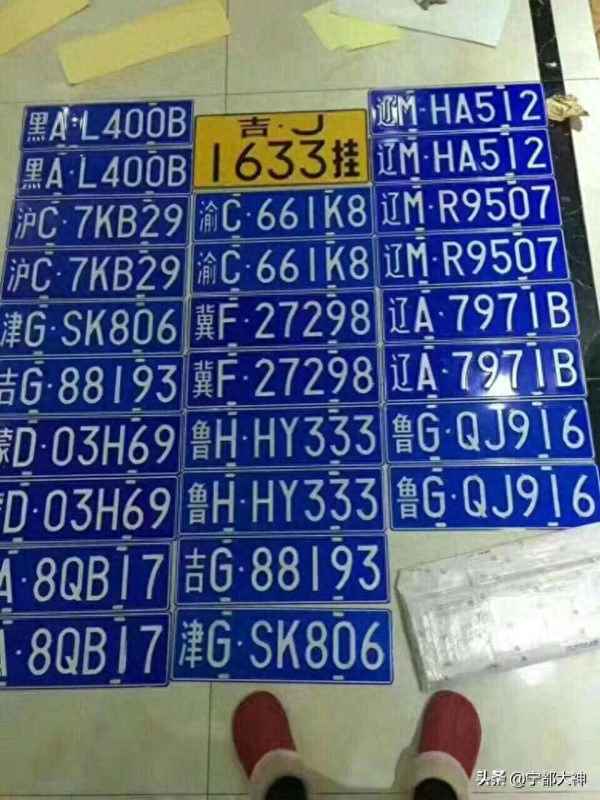 黑A·L400B
黑A·L400B
沪C·7KB29
沪C·7KB29
津G·SK806
吉G·88193
蒙D·03H69
蒙D·03H69
A·8QB17
A·8QB17
吉·J
1633挂
渝C·661K8
渝C·661K8
冀F·27298
冀F·27298
鲁H·HY333
鲁H·HY333
吉G·88193
津G·SK806
辽M·HA512
辽M·HA512
辽M·R9507
辽M·R9507
辽A·7971B
辽A·7971B
鲁G·QJ916
鲁G·QJ916
头条 @宁都大神